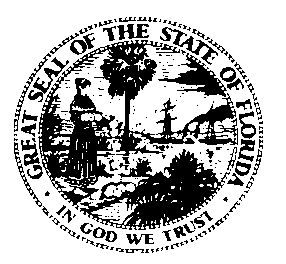 GREAT SEAL OF THE STATE OF FLORIDA
IN GOD WE TRUST